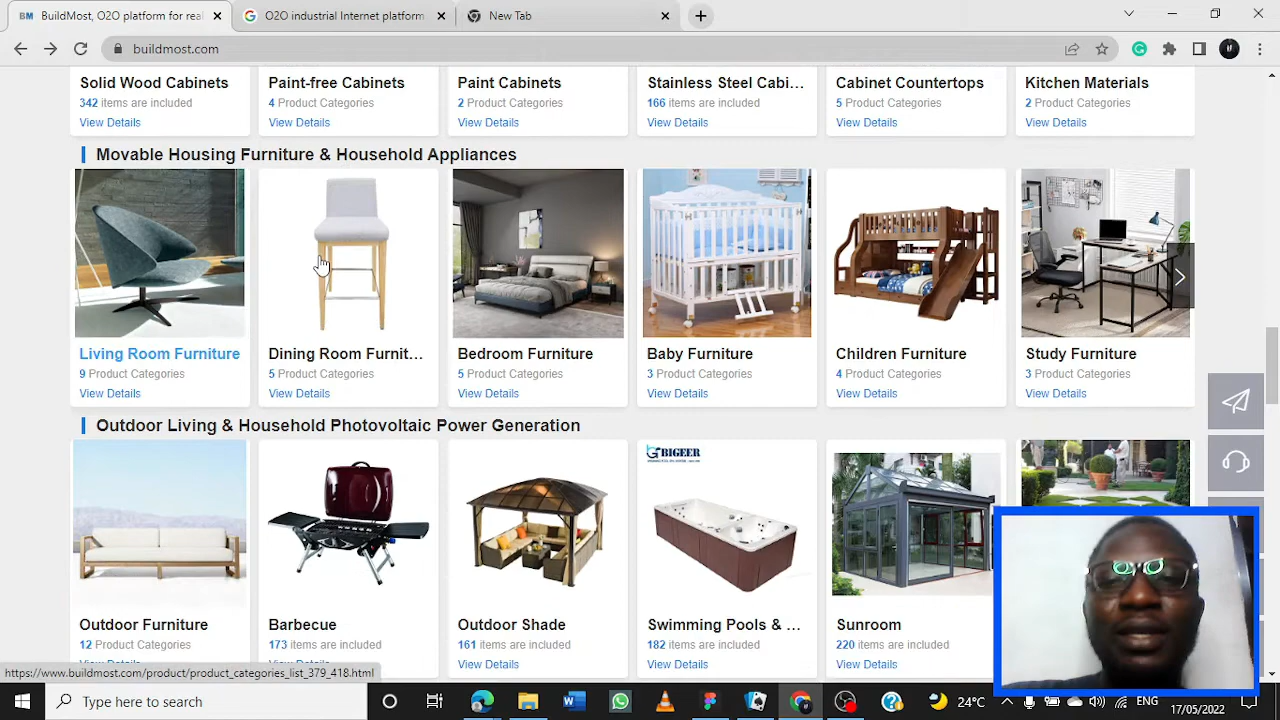 BM BuildMost, O2O platform for real
O2O industrial Internet platform
New Tab
buildmost.com
Solid Wood Cabinets
342 items are included
View Details
Paint-free Cabinets
4 Product Categories
View Details
Paint Cabinets
2 Product Categories
View Details
Stainless Steel Cabi...
166 items are included
View Details
Cabinet Countertops
5 Product Categories
View Details
Kitchen Materials
2 Product Categories
View Details
Movable Housing Furniture & Household Appliances
Living Room Furniture
9 Product Categories
View Details
Dining Room Furnit...
5 Product Categories
View Details
Bedroom Furniture
5 Product Categories
View Details
Baby Furniture
3 Product Categories
View Details
Children Furniture
4 Product Categories
View Details
Study Furniture
3 Product Categories
View Details
Outdoor Living & Household Photovoltaic Power Generation
BIGEER
Outdoor Furniture
12 Product Categories
View Details
Barbecue
173 items are included
View Details
Outdoor Shade
161 items are included
View Details
Swimming Pools & ...
182 items are included
View Details
Sunroom
220 items are included
View Details
https://www.buildmost.com/product/product_categories_list_379_418.html
Type here to search
24°C
ENG
17/05/2022